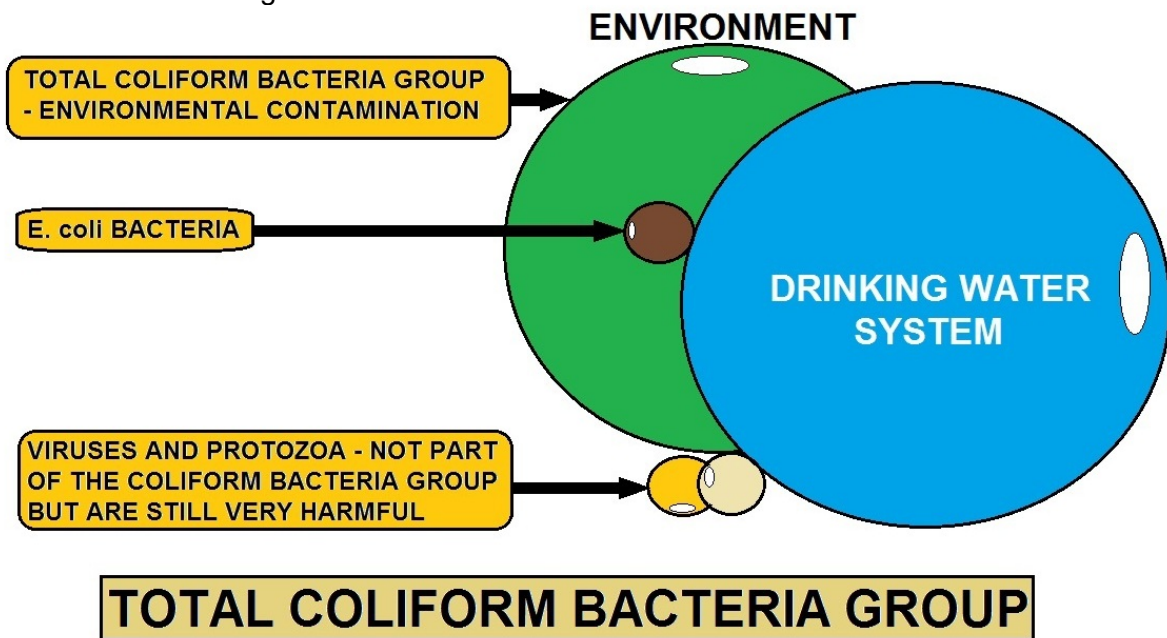 ENVIRONMENT
TOTAL COLIFORM BACTERIA GROUP
- ENVIRONMENTAL CONTAMINATION
E. coli BACTERIA
DRINKING WATER
SYSTEM
VIRUSES AND PROTOZOA - NOT PART
OF THE COLIFORM BACTERIA GROUP
BUT ARE STILL VERY HARMFUL
TOTAL COLIFORM BACTERIA GROUP